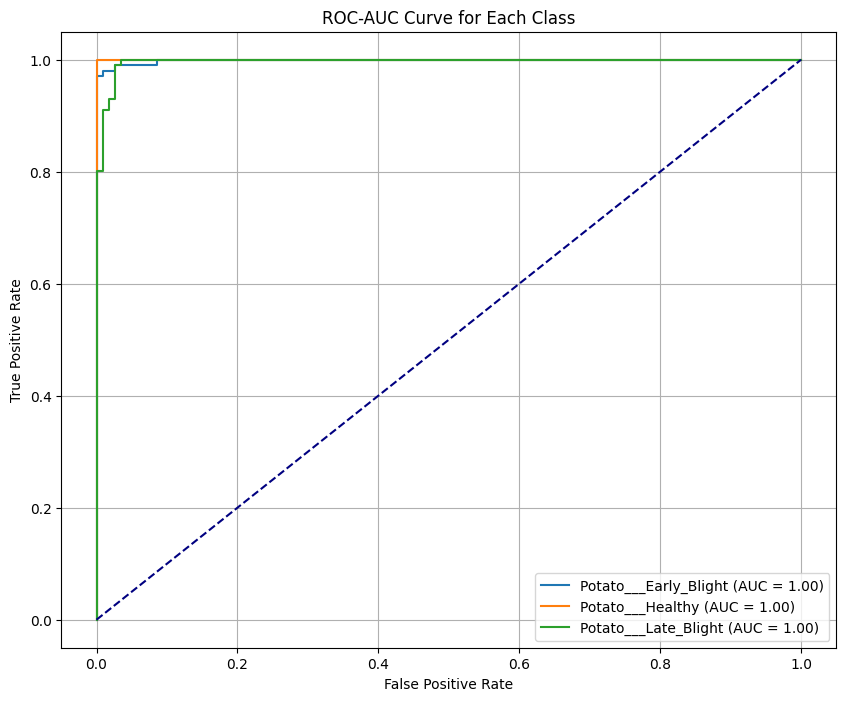 ROC-AUC Curve for Each Class
True Positive Rate
1.0
0.8
0.6
0.4
0.2
0.0
Potato___Early_Blight (AUC = 1.00)
Potato___Healthy (AUC = 1.00)
Potato___Late_Blight (AUC = 1.00)
0.0 0.2 0.4 0.6 0.8 1.0
False Positive Rate